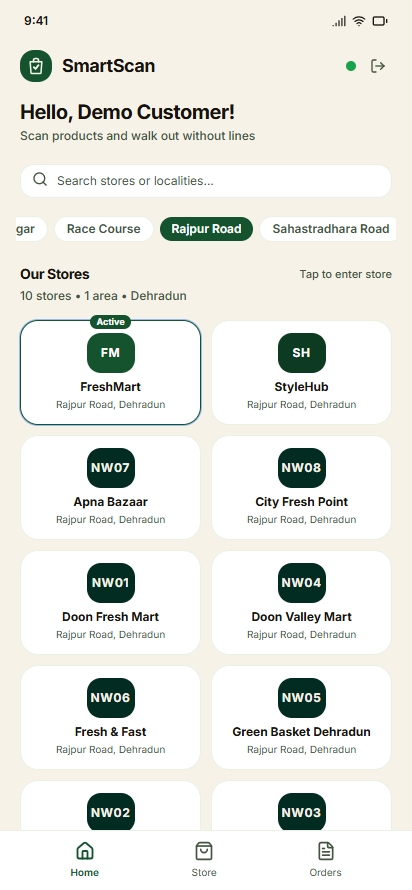 9:41
SmartScan
Hello, Demo Customer!
Scan products and walk out without lines
Search stores or localities...
gar Race Course Rajpur Road Sahastradhara Road
Our Stores Tap to enter store
10 stores • 1 area • Dehradun
Active
FM SH
FreshMart StyleHub
Rajpur Road, Dehradun Rajpur Road, Dehradun
NW07 NW08
Apna Bazaar City Fresh Point
Rajpur Road, Dehradun Rajpur Road, Dehradun
NW01 NW04
Doon Fresh Mart Doon Valley Mart
Rajpur Road, Dehradun Rajpur Road, Dehradun
NW06 NW05
Fresh & Fast Green Basket Dehradun
Rajpur Road, Dehradun Rajpur Road, Dehradun
NW02 NW03
Home Store Orders